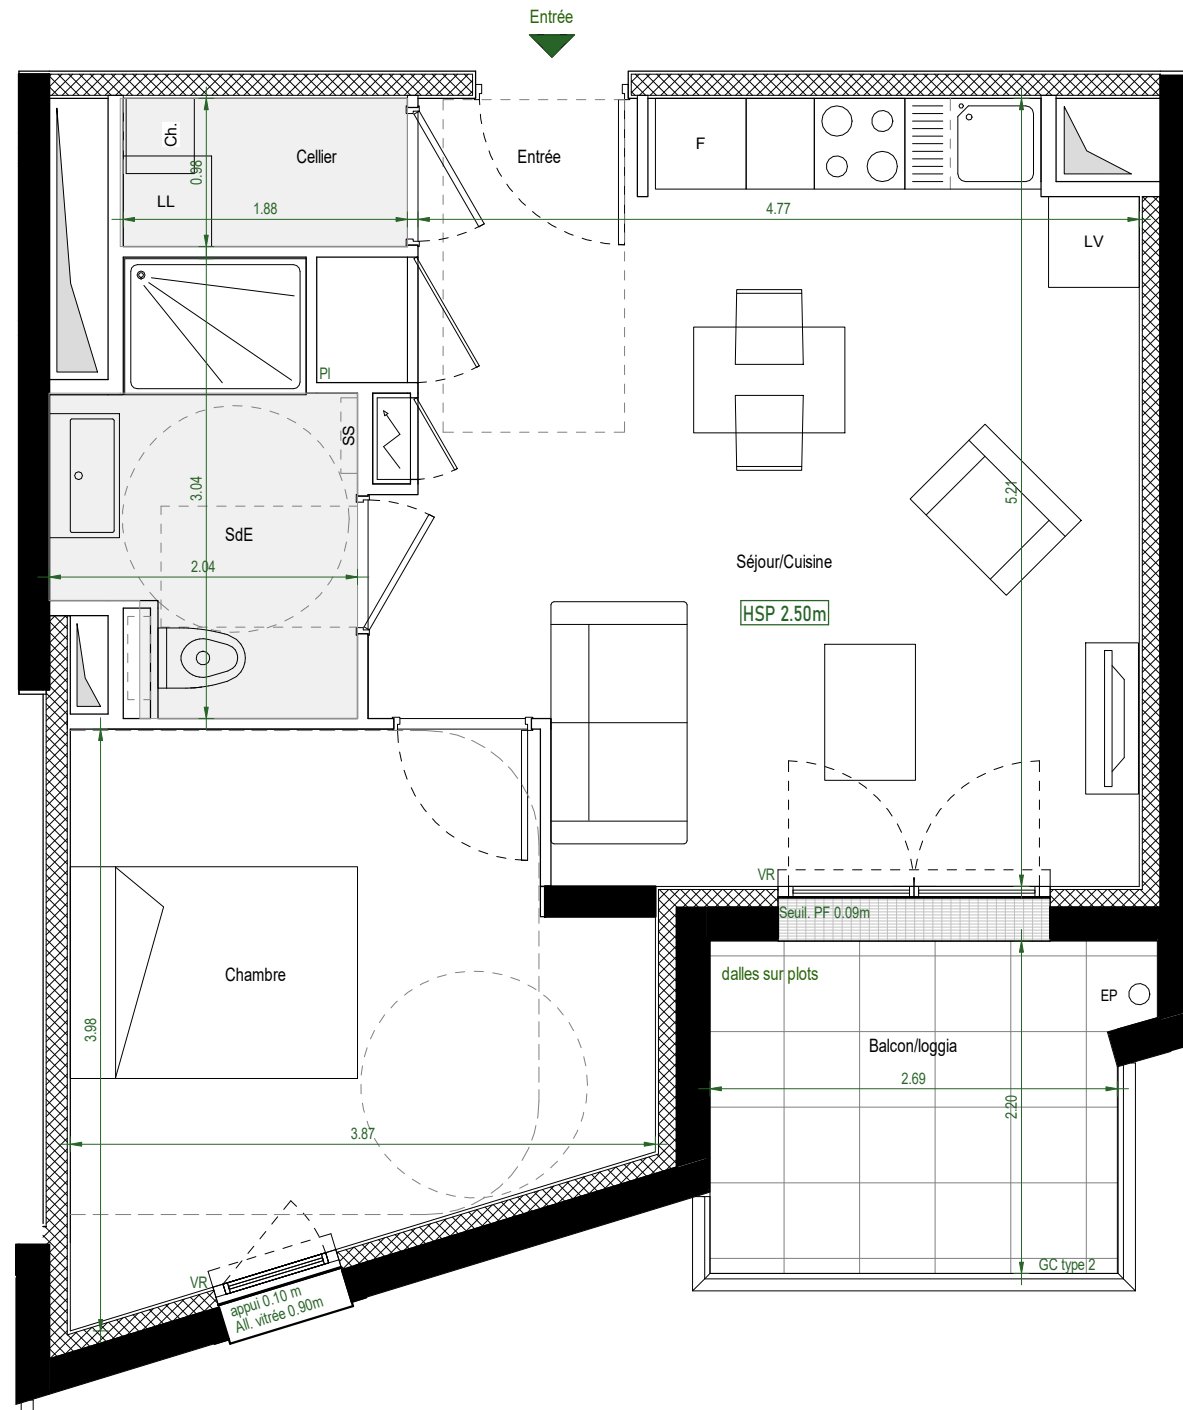 Entrée
Ch.
Cellier
Entrée
F
0.98
LL
1.88
4.77
LV
Pl
SS
3.04
5.21
SdE
2.04
Séjour/Cuisine
HSP 2.50m
VR
Seuil. PF 0.09m
Chambre
dalles sur plots
EP
3.98
Balcon/loggia
2.69
2.20
3.87
GC type 2
VR
appui 0.10 m
All. vitrée 0.90m